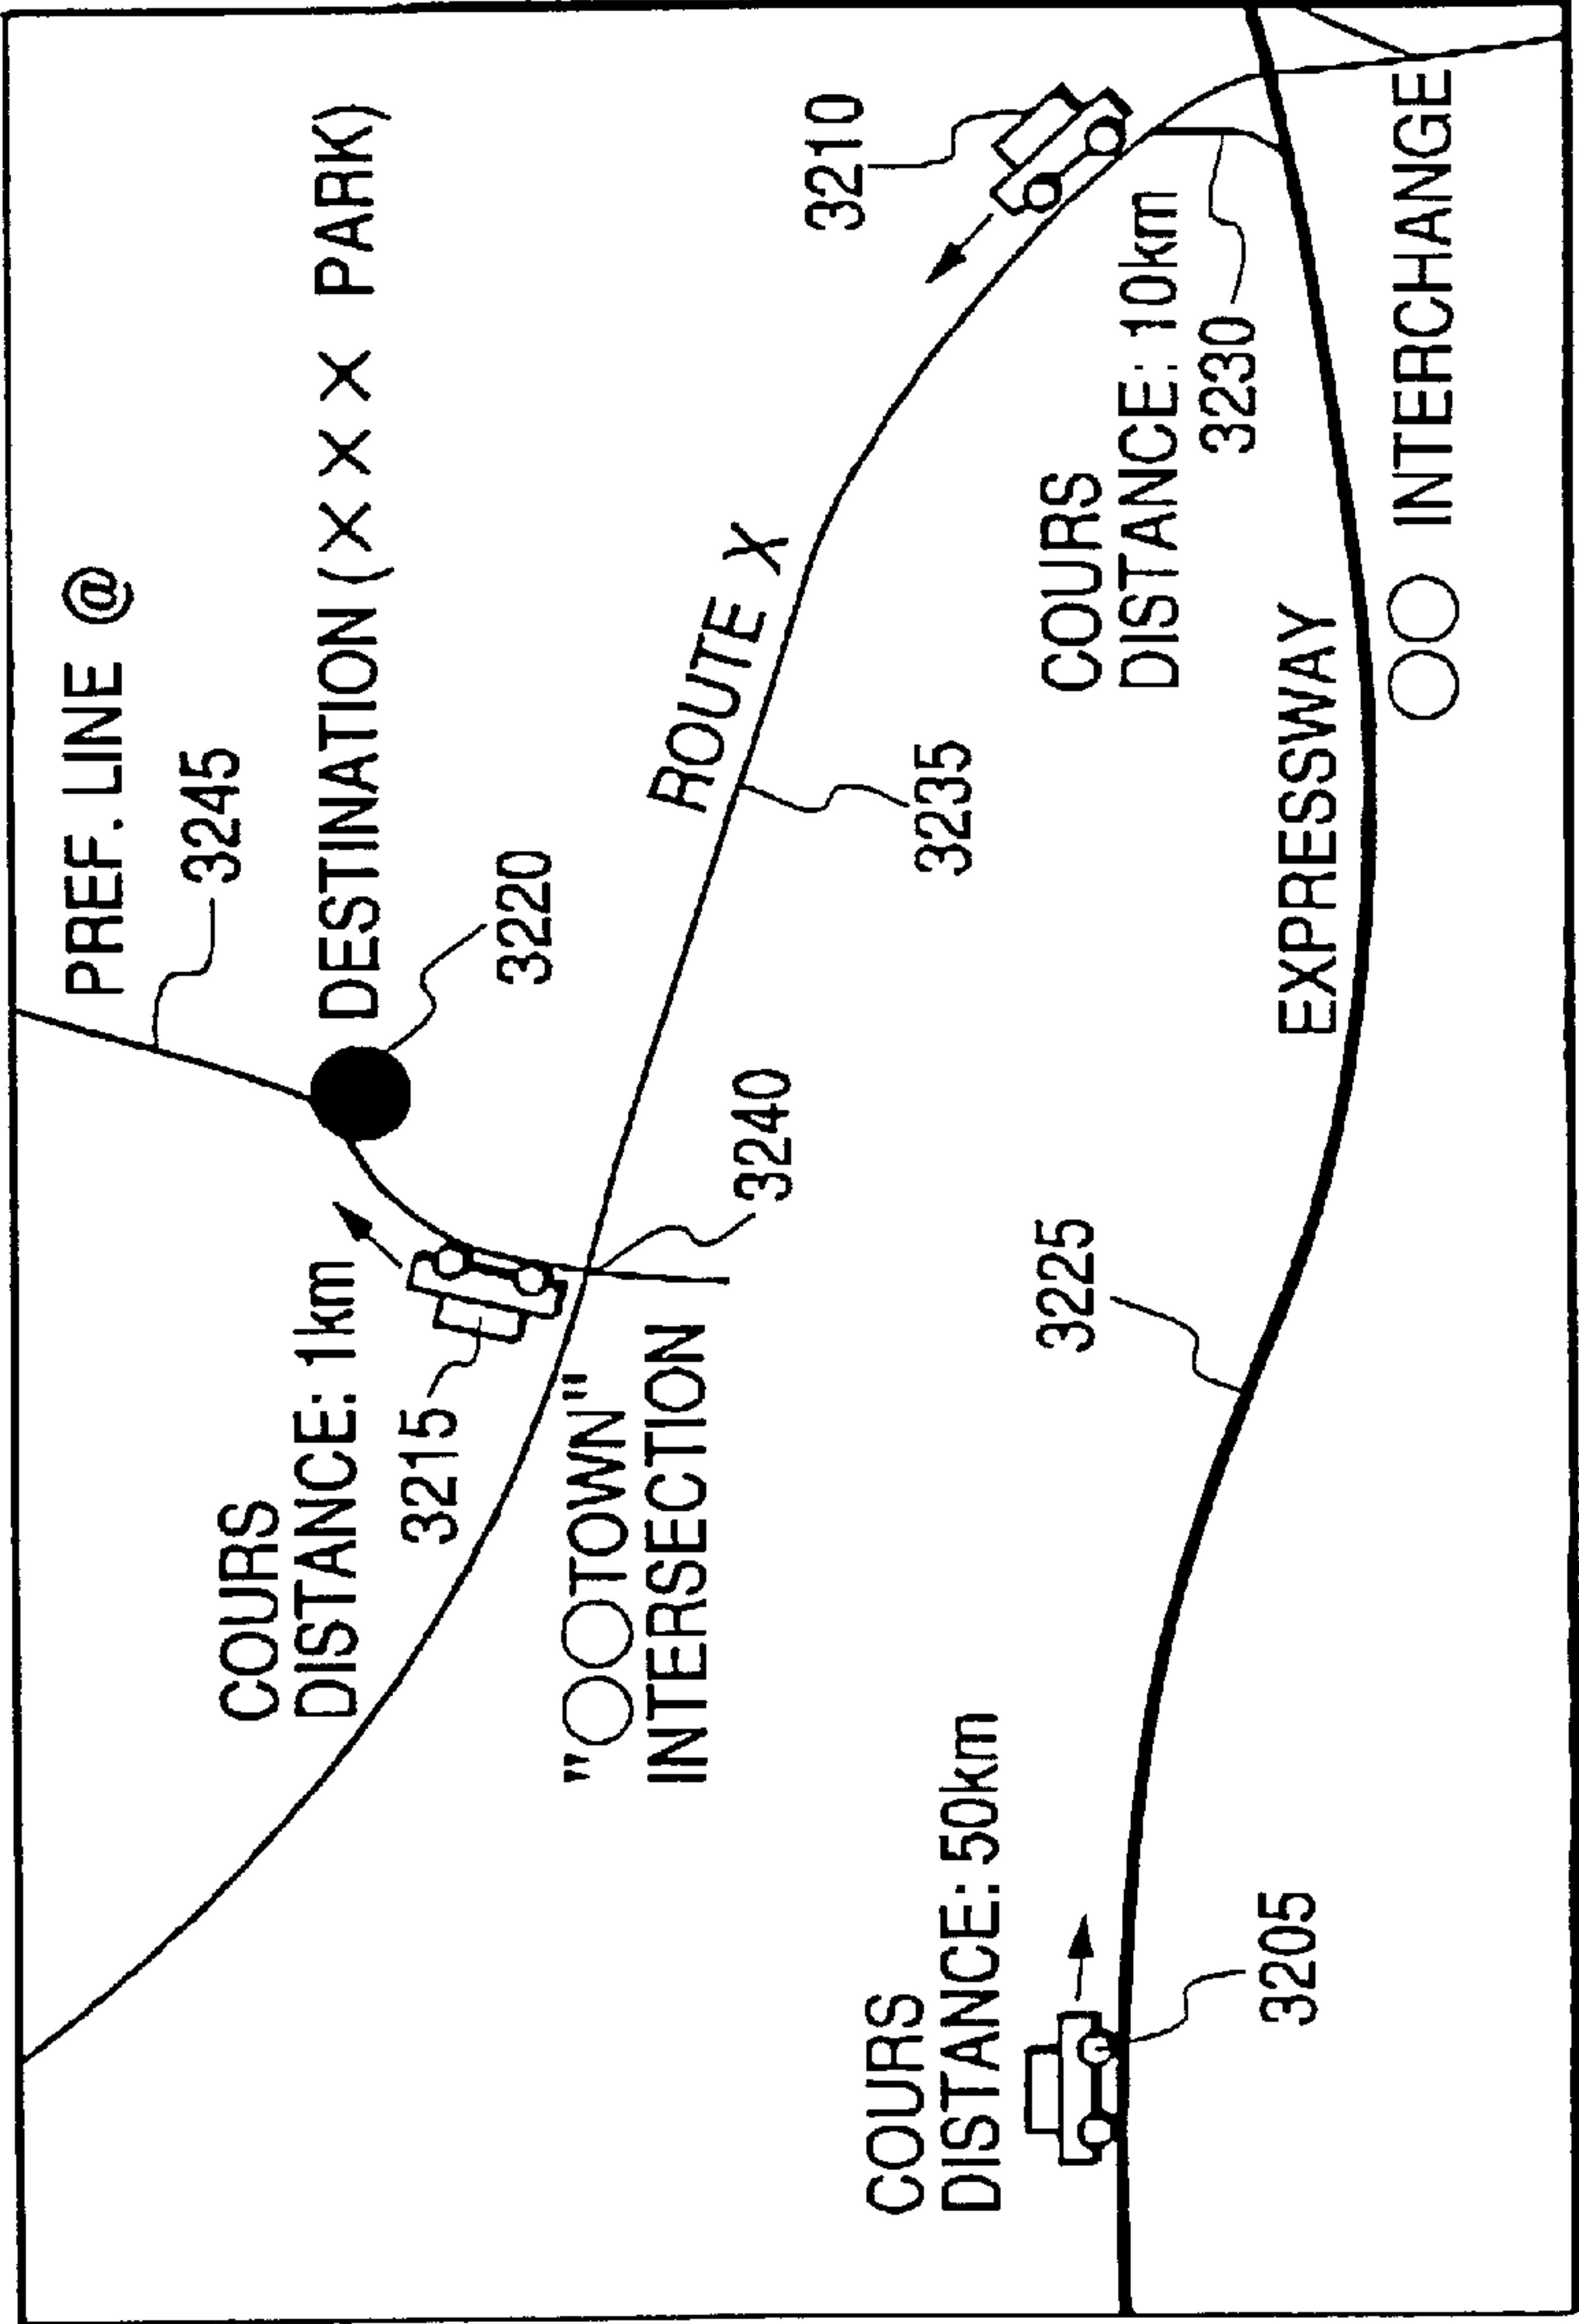 PREF. LINE @
3245
DESTINATION (××× PARK)
3220
COURS
DISTANCE: 1km
3215
"○○TOWN"
INTERSECTION
3240
ROUTE X
3235
3210
COURS
DISTANCE: 10km
3230
COURS
DISTANCE: 50km
3205
3225
EXPRESSWAY
○○ INTERCHANGE